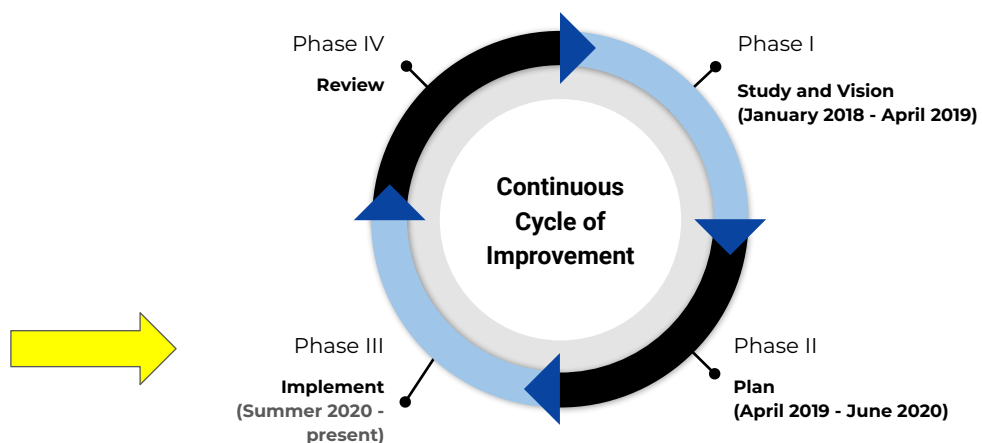 Phase IV
Review
Phase I
Study and Vision
(January 2018 - April 2019)
Continuous
Cycle of
Improvement
Phase III
Implement
(Summer 2020 -
present)
Phase II
Plan
(April 2019 - June 2020)